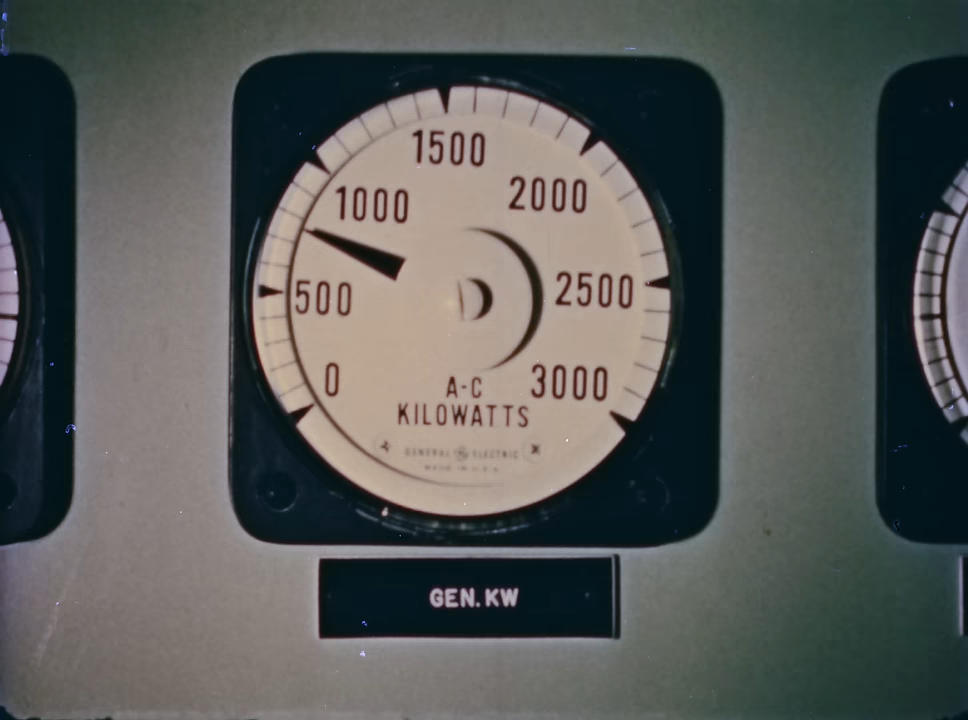 1500
1000
2000
500
2500
0
3000
A-C
KILOWATTS
GENERAL ELECTRIC
MADE IN U.S.A.
GEN. KW